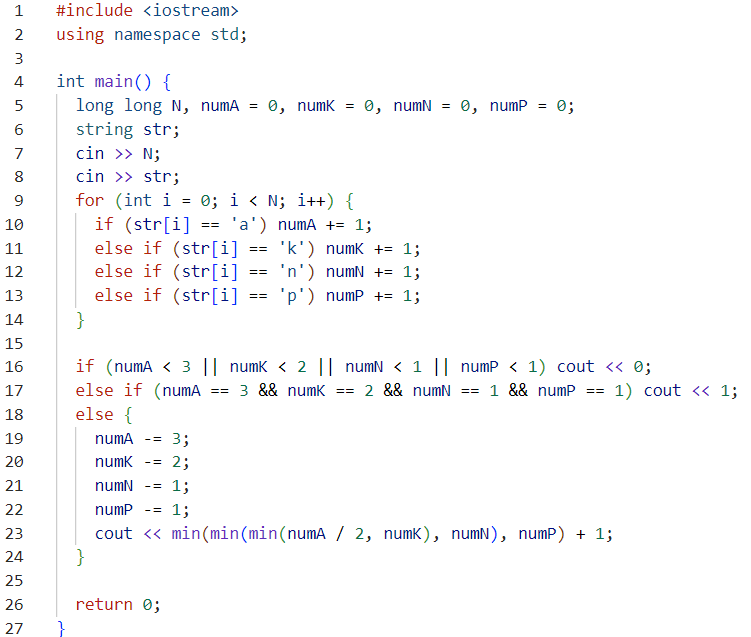 1 #include <iostream>
2 using namespace std;
3
4 int main() {
5 long long N, numA = 0, numK = 0, numN = 0, numP = 0;
6 string str;
7 cin >> N;
8 cin >> str;
9 for (int i = 0; i < N; i++) {
10 if (str[i] == 'a') numA += 1;
11 else if (str[i] == 'k') numK += 1;
12 else if (str[i] == 'n') numN += 1;
13 else if (str[i] == 'p') numP += 1;
14 }
15
16 if (numA < 3 || numK < 2 || numN < 1 || numP < 1) cout << 0;
17 else if (numA == 3 && numK == 2 && numN == 1 && numP == 1) cout << 1;
18 else {
19 numA -= 3;
20 numK -= 2;
21 numN -= 1;
22 numP -= 1;
23 cout << min(min(min(numA / 2, numK), numN), numP) + 1;
24 }
25
26 return 0;
27 }